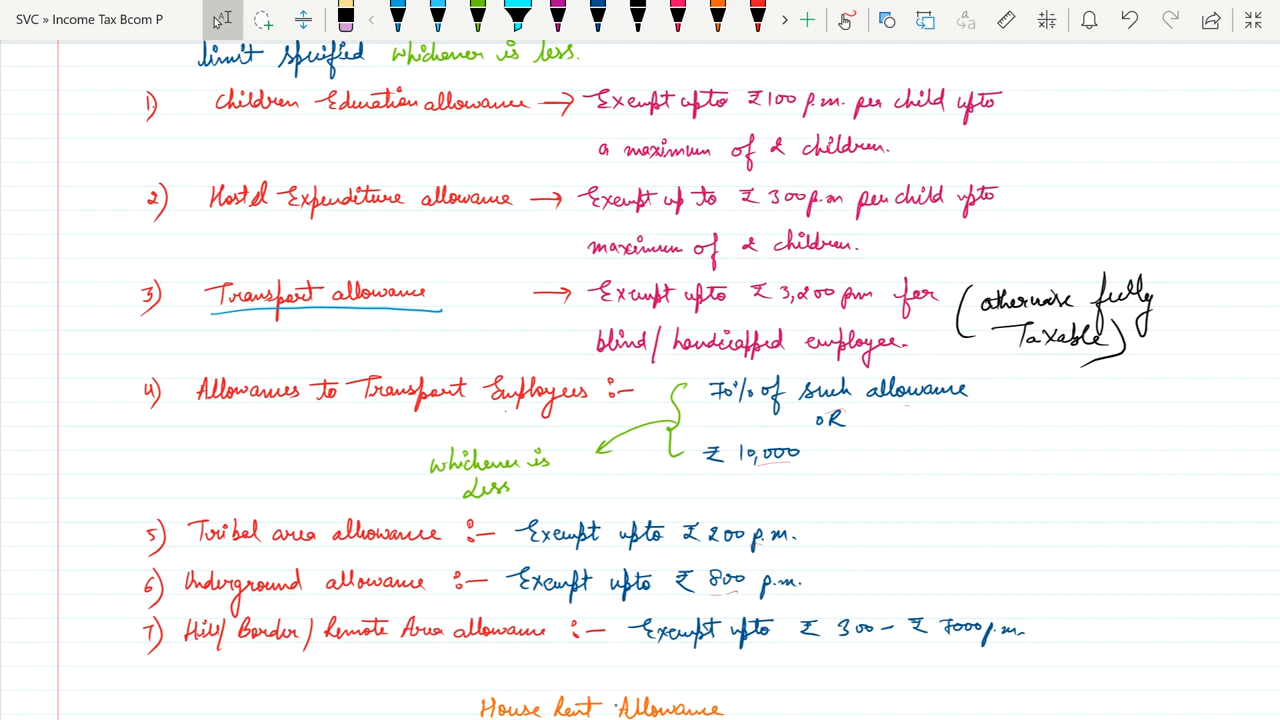 SVC » Income Tax Bcom P
limit specified whichever is less.
1) Children Education allowance → Exempt upto ₹100 p.m. per child upto
a maximum of 2 children.
2) Hostel Expenditure allowance → Exempt up to ₹ 300 p.m per child upto
maximum of 2 children.
3) Transport allowance → Exempt upto ₹ 3,200 pm for (otherwise fully
blind/ handicapped employee. Taxable)
4) Allowances to Transport Employees :- 70% of such allowance
OR
whichever is ₹ 10,000
Less
5) Tribal area allowance :- Exempt upto ₹ 200 p.m.
6) Underground allowance :- Exempt upto ₹ 800 p.m.
7) Hill/ Border/ Remote Area allowance :- Exempt upto ₹ 300 - ₹ 7000 p.m.
House Rent Allowance